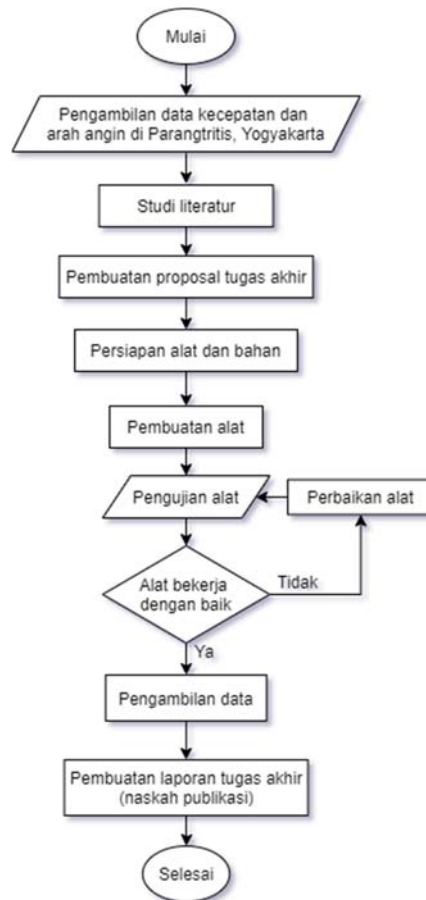 Mulai
Pengambilan data kecepatan dan
arah angin di Parangtritis, Yogyakarta
Studi literatur
Pembuatan proposal tugas akhir
Persiapan alat dan bahan
Pembuatan alat
Pengujian alat
Perbaikan alat
Alat bekerja
dengan baik
Tidak
Ya
Pengambilan data
Pembuatan laporan tugas akhir
(naskah publikasi)
Selesai